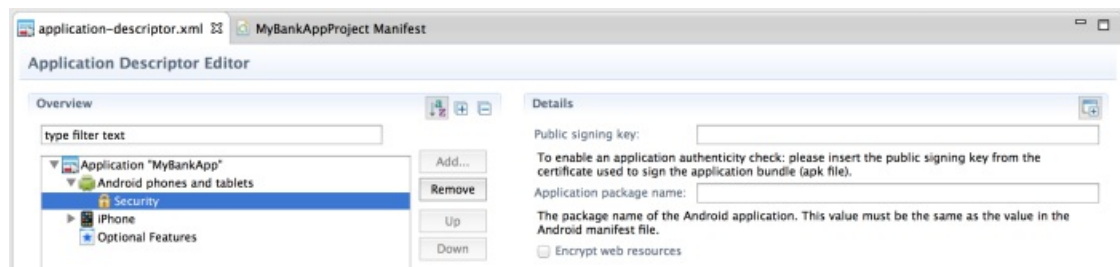 application-descriptor.xml MyBankAppProject Manifest
Application Descriptor Editor
Overview
type filter text
Application "MyBankApp"
Android phones and tablets
Security
iPhone
Optional Features
Add...
Remove
Up
Down
Details
Public signing key:
To enable an application authenticity check: please insert the public signing key from the
certificate used to sign the application bundle (apk file).
Application package name:
The package name of the Android application. This value must be the same as the value in the
Android manifest file.
Encrypt web resources